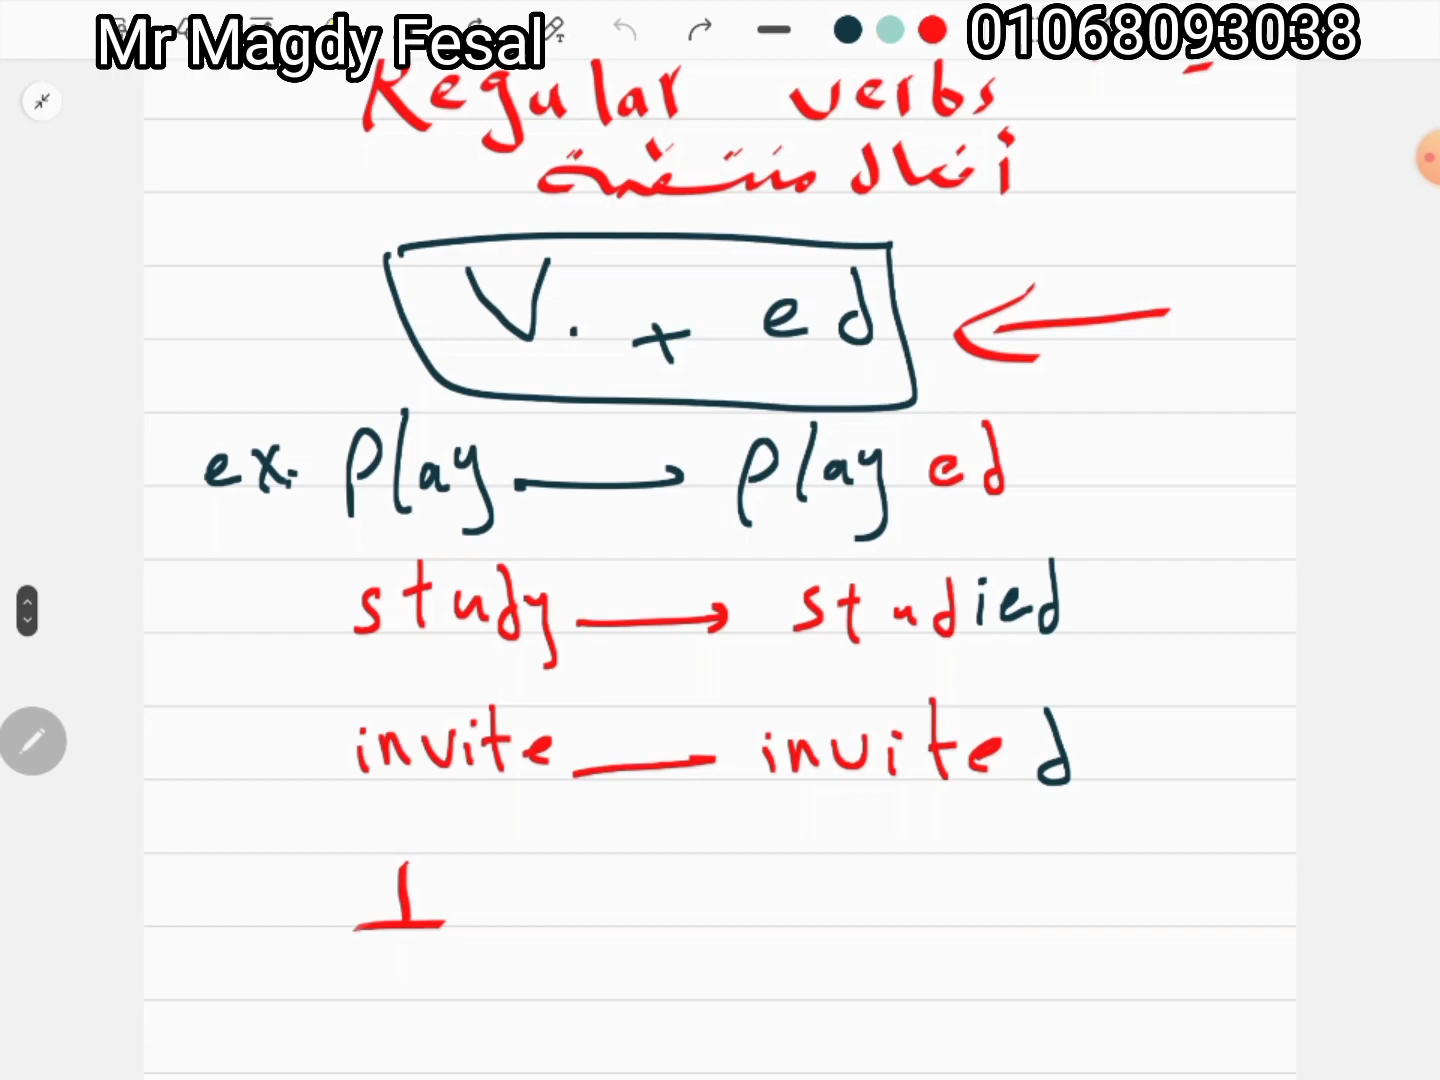 Mr Magdy Fesal 01068093038
Regular verbs
أفعال منتظمة
V. + ed
ex. play → played
study → studied
invite — invited
I